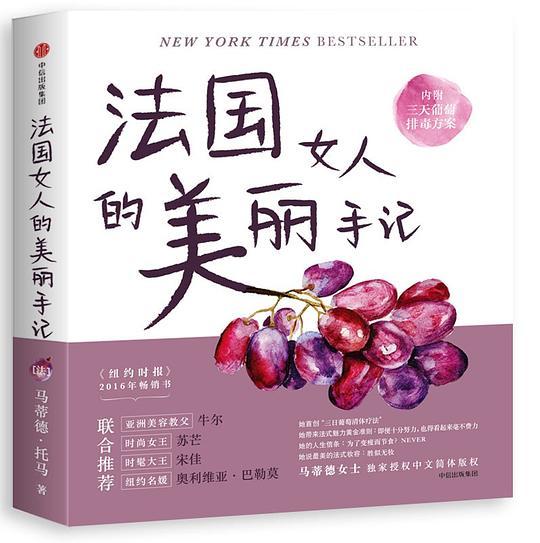 中信出版集团
法国女人的美丽手记
[法]
马蒂德·托马 著
NEW YORK TIMES BESTSELLER
内附
三天葡萄
排毒方案
法国女人
的美丽手记
《纽约时报》
2016年畅销书
联合推荐
亚洲美容教父 牛尔
时尚女王 苏芒
时髦大王 宋佳
纽约名媛 奥利维亚·巴勒莫
她首创“三日葡萄清体疗法”
她带来法式魅力黄金准则:即便十分努力,也得看起来毫不费力
她的人生信条:为了变瘦而节食?NEVER
她说最美的法式妆容:胜似无妆
马蒂德女士 独家授权中文简体版权
中信出版集团